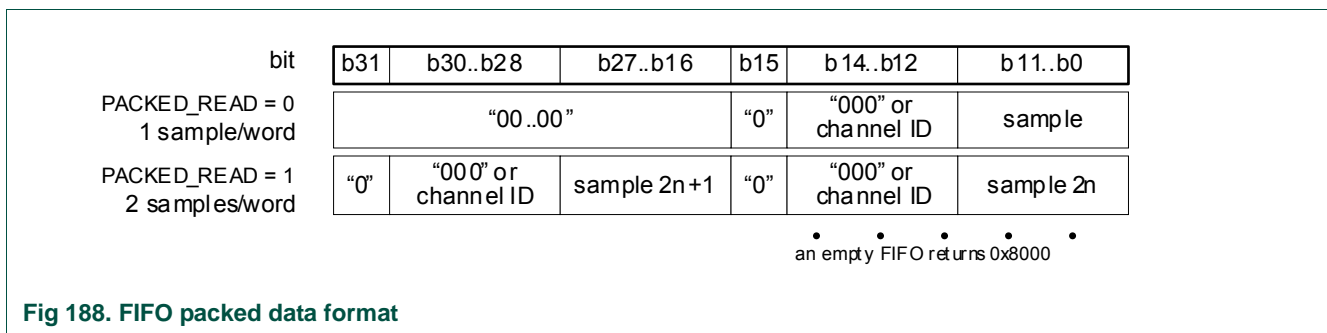 bit b31 b30..b28 b27..b16 b15 b14..b12 b11..b0
PACKED_READ = 0
1 sample/word
“00..00” “0” “000” or
channel ID sample
PACKED_READ = 1
2 samples/word
“0” “000” or
channel ID sample 2n+1 “0” “000” or
channel ID sample 2n
an empty FIFO returns 0x8000
Fig 188. FIFO packed data format